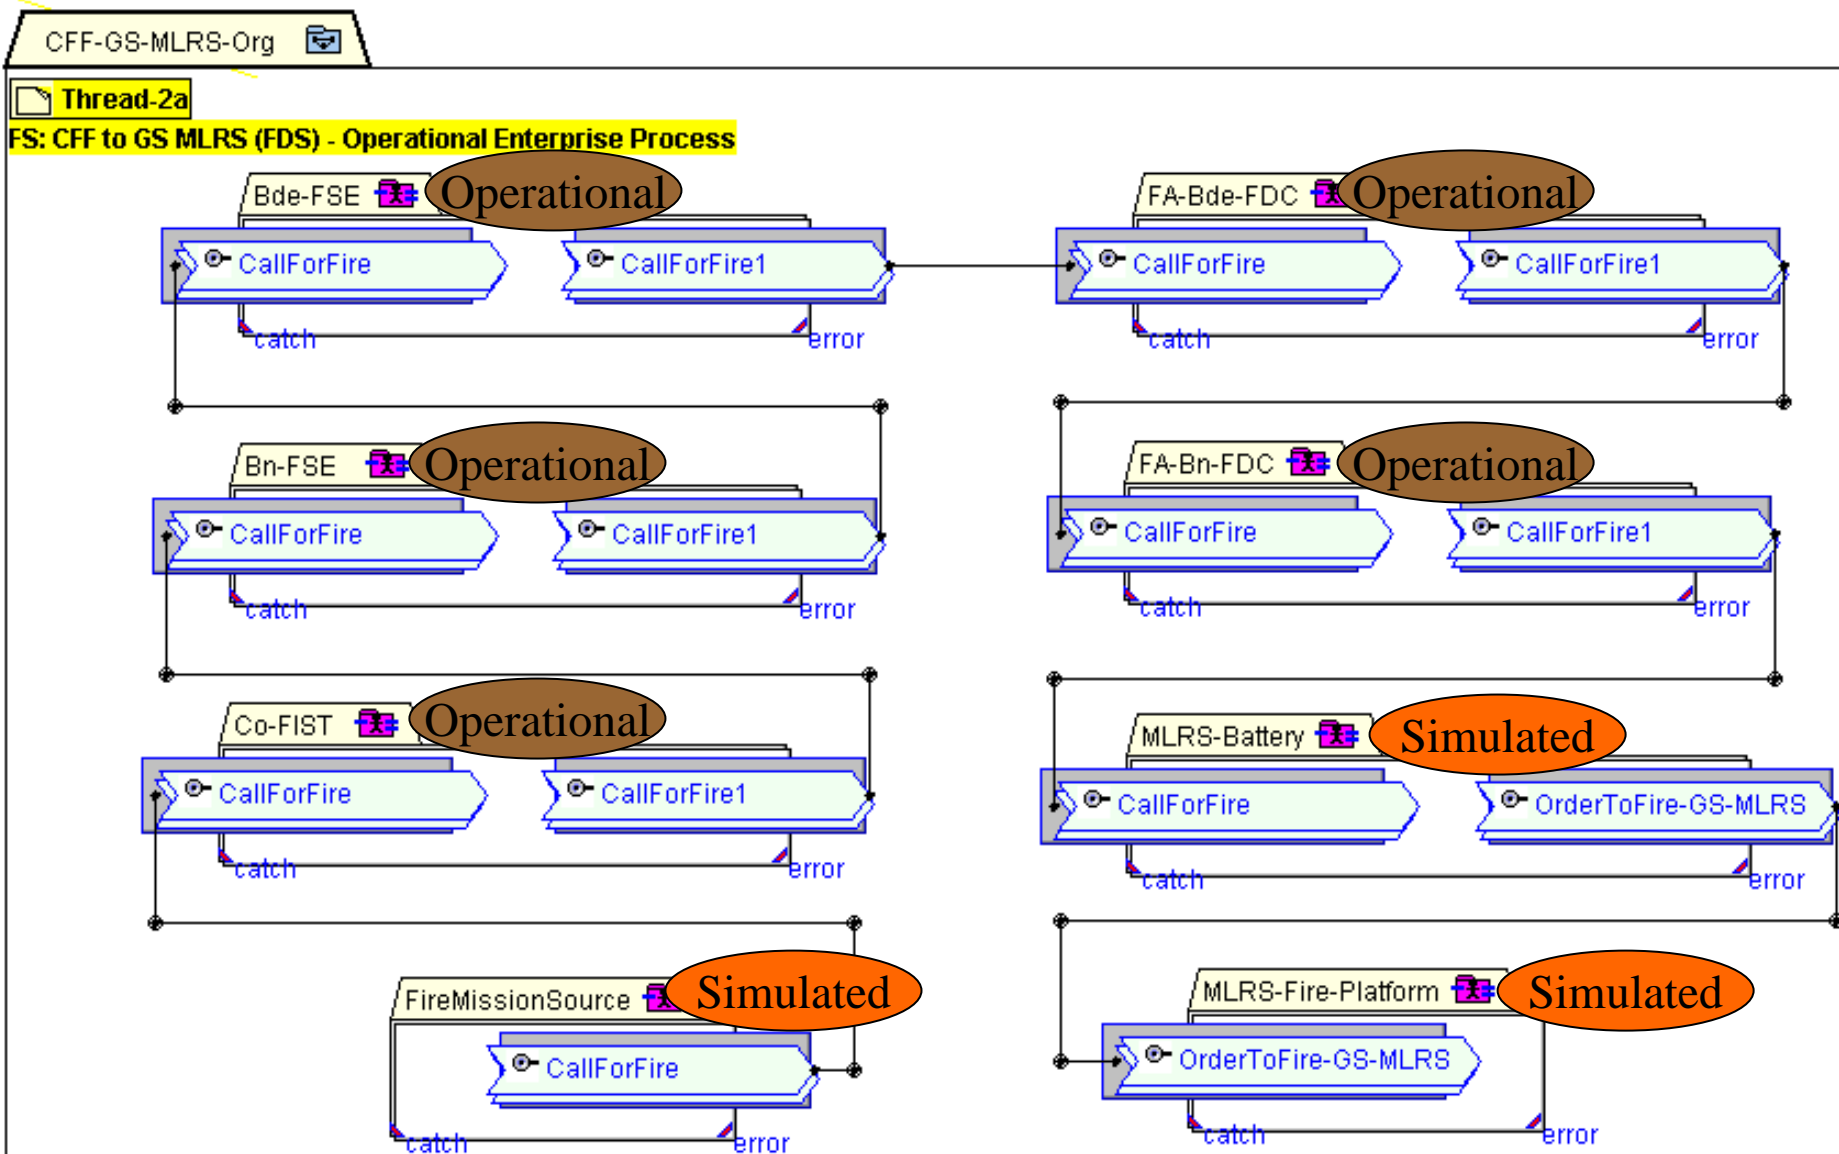 CFF-GS-MLRS-Org
Thread-2a
FS: CFF to GS MLRS (FDS) - Operational Enterprise Process
Bde-FSE Operational
CallForFire CallForFire1
catch error
FA-Bde-FDC Operational
CallForFire CallForFire1
catch error
Bn-FSE Operational
CallForFire CallForFire1
catch error
FA-Bn-FDC Operational
CallForFire CallForFire1
catch error
Co-FIST Operational
CallForFire CallForFire1
catch error
MLRS-Battery Simulated
CallForFire OrderToFire-GS-MLRS
catch error
FireMissionSource Simulated
CallForFire
catch error
MLRS-Fire-Platform Simulated
OrderToFire-GS-MLRS
catch error